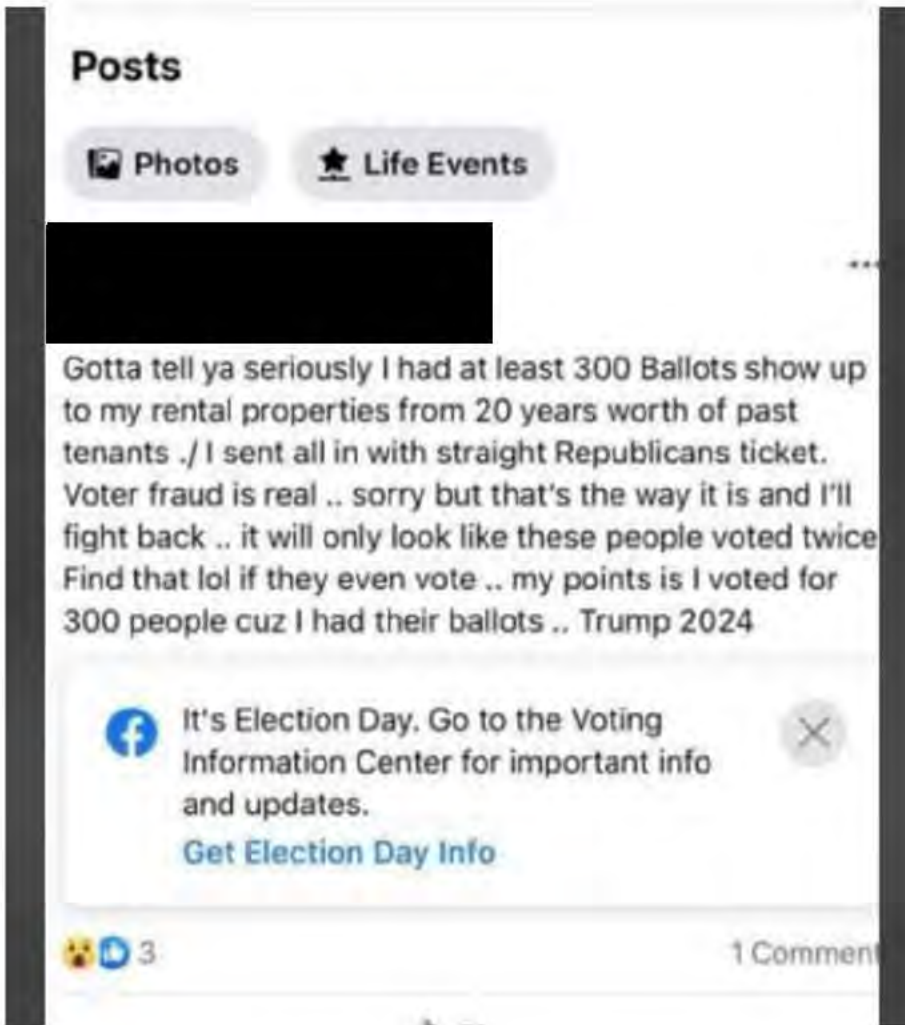 Posts
Photos
Life Events
...
Gotta tell ya seriously I had at least 300 Ballots show up
to my rental properties from 20 years worth of past
tenants ./ I sent all in with straight Republicans ticket.
Voter fraud is real .. sorry but that's the way it is and I'll
fight back .. it will only look like these people voted twice
Find that lol if they even vote .. my points is I voted for
300 people cuz I had their ballots .. Trump 2024
It's Election Day. Go to the Voting
Information Center for important info
and updates.
Get Election Day Info
3
1 Comment